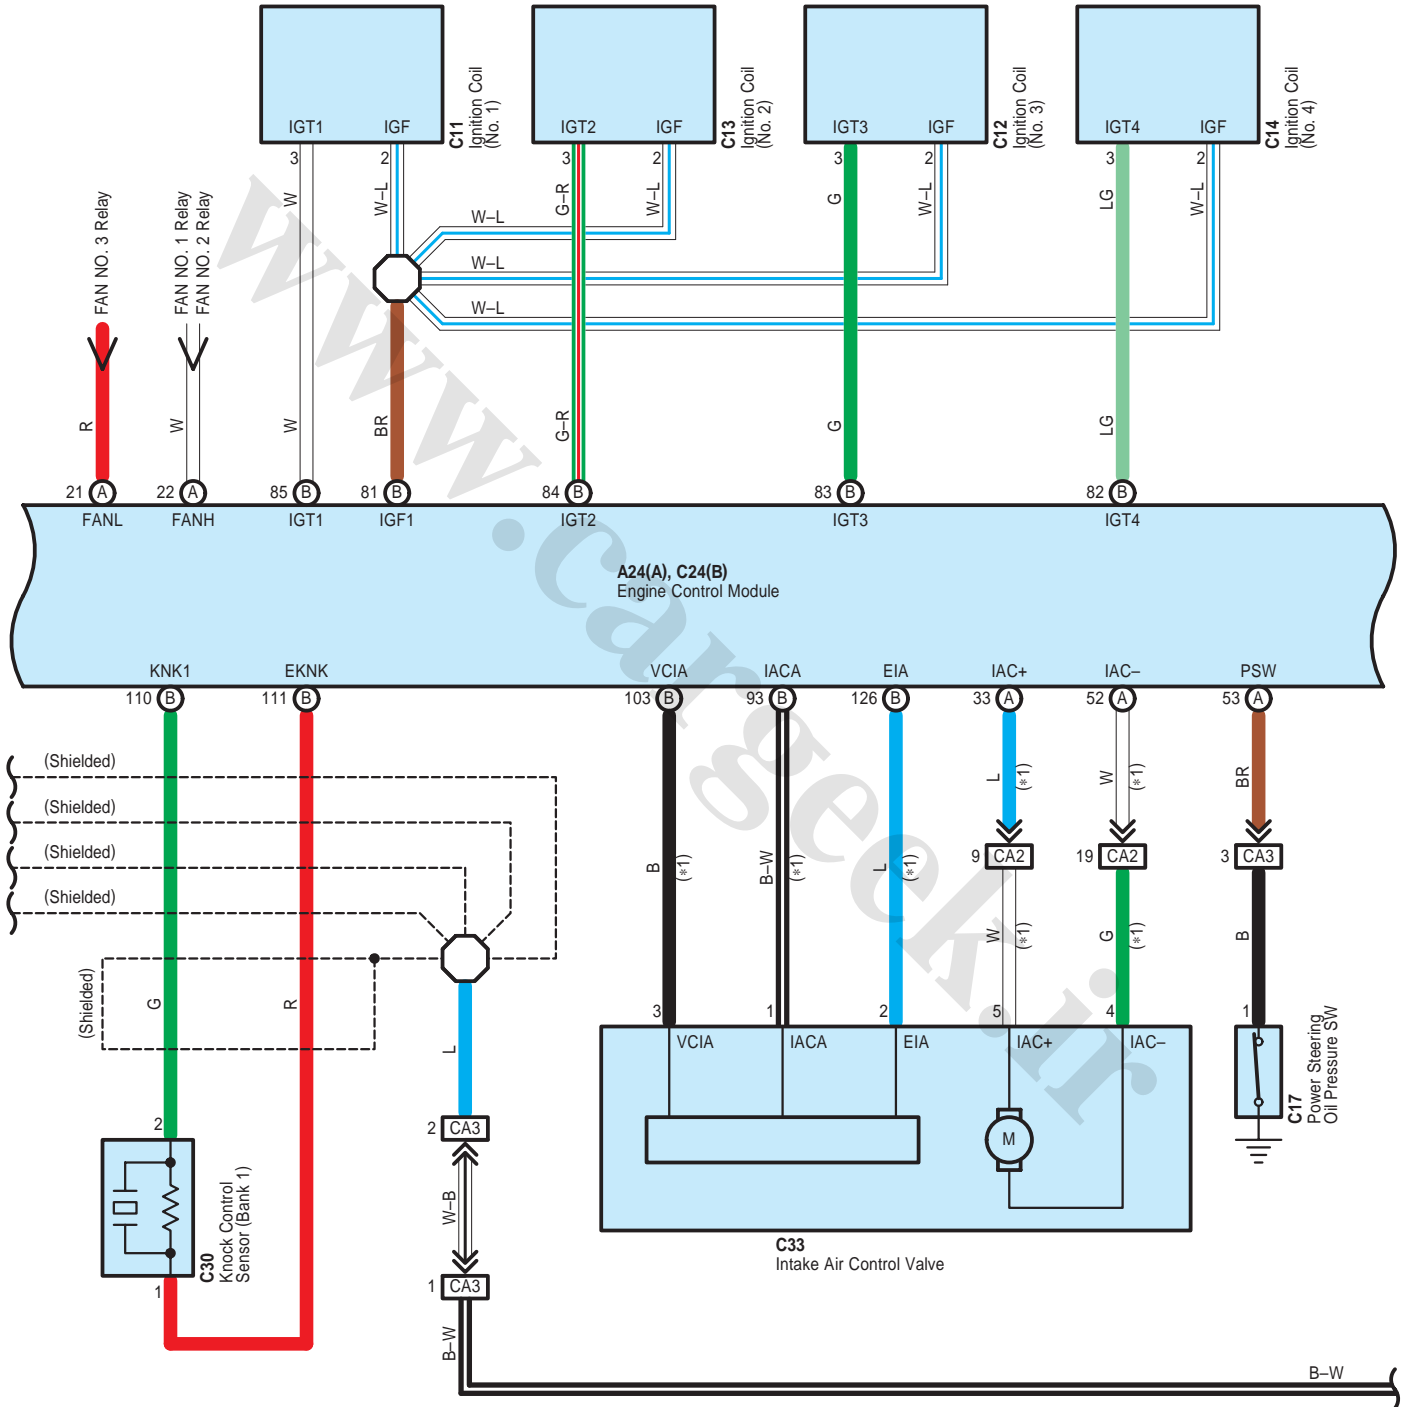 IGT1 IGF
C11
Ignition Coil
(No. 1)
IGT2 IGF
C13
Ignition Coil
(No. 2)
IGT3 IGF
C12
Ignition Coil
(No. 3)
IGT4 IGF
C14
Ignition Coil
(No. 4)
3 2 3 2 3 2 3 2
W W–L G–R W–L G W–L LG W–L
W–L
W–L
W–L
FAN NO. 3 Relay
FAN NO. 1 Relay
FAN NO. 2 Relay
R W W BR G–R G LG
21 A 22 A 85 B 81 B 84 B 83 B 82 B
FANL FANH IGT1 IGF1 IGT2 IGT3 IGT4
A24(A), C24(B)
Engine Control Module
KNK1 EKNK VCIA IACA EIA IAC+ IAC– PSW
110 B 111 B 103 B 93 B 126 B 33 A 52 A 53 A
(Shielded)
(Shielded)
(Shielded)
(Shielded)
(Shielded)
L (*1) W (*1) BR
9 CA2 19 CA2 3 CA3
B (*1) B–W (*1) L (*1)
W (*1) G (*1) B
G R L
3 1 2 5 4 1
VCIA IACA EIA IAC+ IAC–
M
C17
Power Steering
Oil Pressure SW
2
2 CA3
W–B
1 CA3
C30
Knock Control
Sensor (Bank 1)
1
C33
Intake Air Control Valve
B–W
B–W
www.cargeek.ir